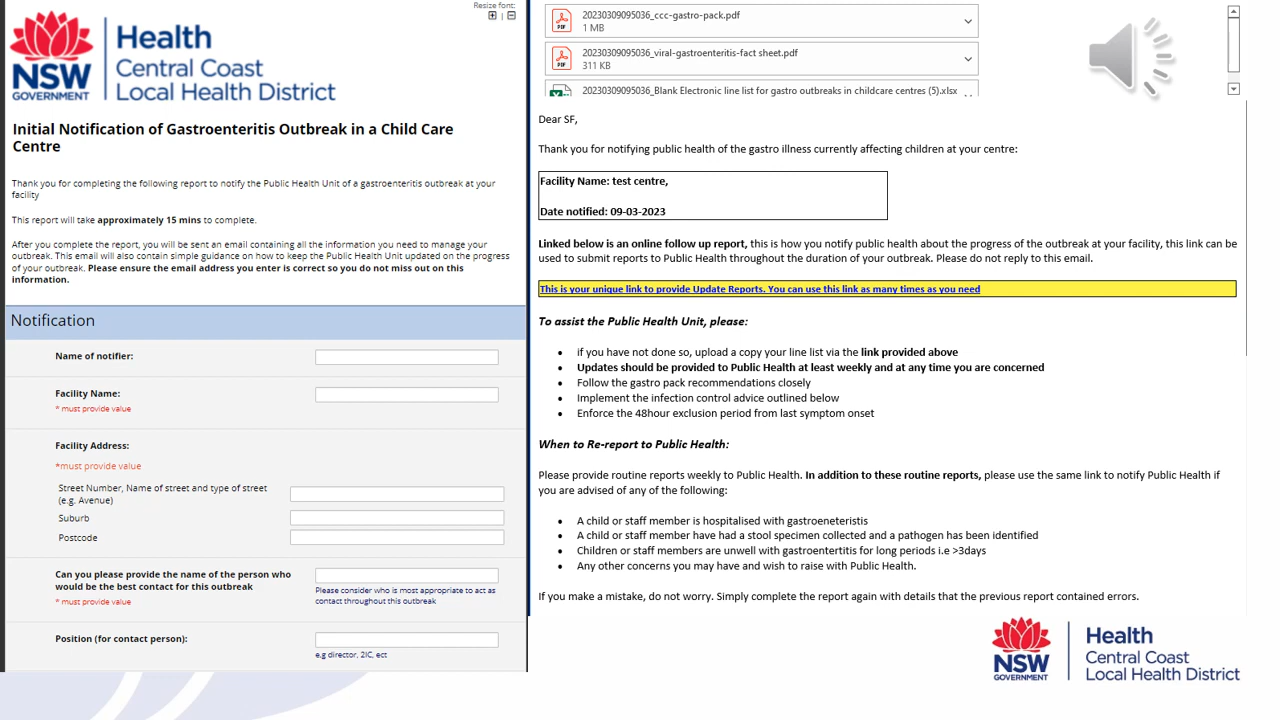 Resize font:
Health
Central Coast
Local Health District
NSW
GOVERNMENT
Initial Notification of Gastroenteritis Outbreak in a Child Care
Centre
Thank you for completing the following report to notify the Public Health Unit of a gastroenteritis outbreak at your
facility
This report will take approximately 15 mins to complete.
After you complete the report, you will be sent an email containing all the information you need to manage your
outbreak. This email will also contain simple guidance on how to keep the Public Health Unit updated on the progress
of your outbreak. Please ensure the email address you enter is correct so you do not miss out on this
information.
Notification
Name of notifier:
Facility Name:
* must provide value
Facility Address:
*must provide value
Street Number, Name of street and type of street
(e.g. Avenue)
Suburb
Postcode
Can you please provide the name of the person who
would be the best contact for this outbreak
* must provide value
Please consider who is most appropriate to act as
contact throughout this outbreak
Position (for contact person):
e.g director, 2IC, ect
20230309095036_ccc-gastro-pack.pdf
1 MB
20230309095036_viral-gastroenteritis-fact sheet.pdf
311 KB
20230309095036_Blank Electronic line list for gastro outbreaks in childcare centres (5).xlsx
Dear SF,
Thank you for notifying public health of the gastro illness currently affecting children at your centre:
Facility Name: test centre,
Date notified: 09-03-2023
Linked below is an online follow up report, this is how you notify public health about the progress of the outbreak at your facility, this link can be
used to submit reports to Public Health throughout the duration of your outbreak. Please do not reply to this email.
This is your unique link to provide Update Reports. You can use this link as many times as you need
To assist the Public Health Unit, please:
• if you have not done so, upload a copy your line list via the link provided above
• Updates should be provided to Public Health at least weekly and at any time you are concerned
• Follow the gastro pack recommendations closely
• Implement the infection control advice outlined below
• Enforce the 48hour exclusion period from last symptom onset
When to Re-report to Public Health:
Please provide routine reports weekly to Public Health. In addition to these routine reports, please use the same link to notify Public Health if
you are advised of any of the following:
• A child or staff member is hospitalised with gastroeneteristis
• A child or staff member have had a stool specimen collected and a pathogen has been identified
• Children or staff members are unwell with gastroentertitis for long periods i.e >3days
• Any other concerns you may have and wish to raise with Public Health.
If you make a mistake, do not worry. Simply complete the report again with details that the previous report contained errors.
Health
Central Coast
Local Health District
NSW
GOVERNMENT